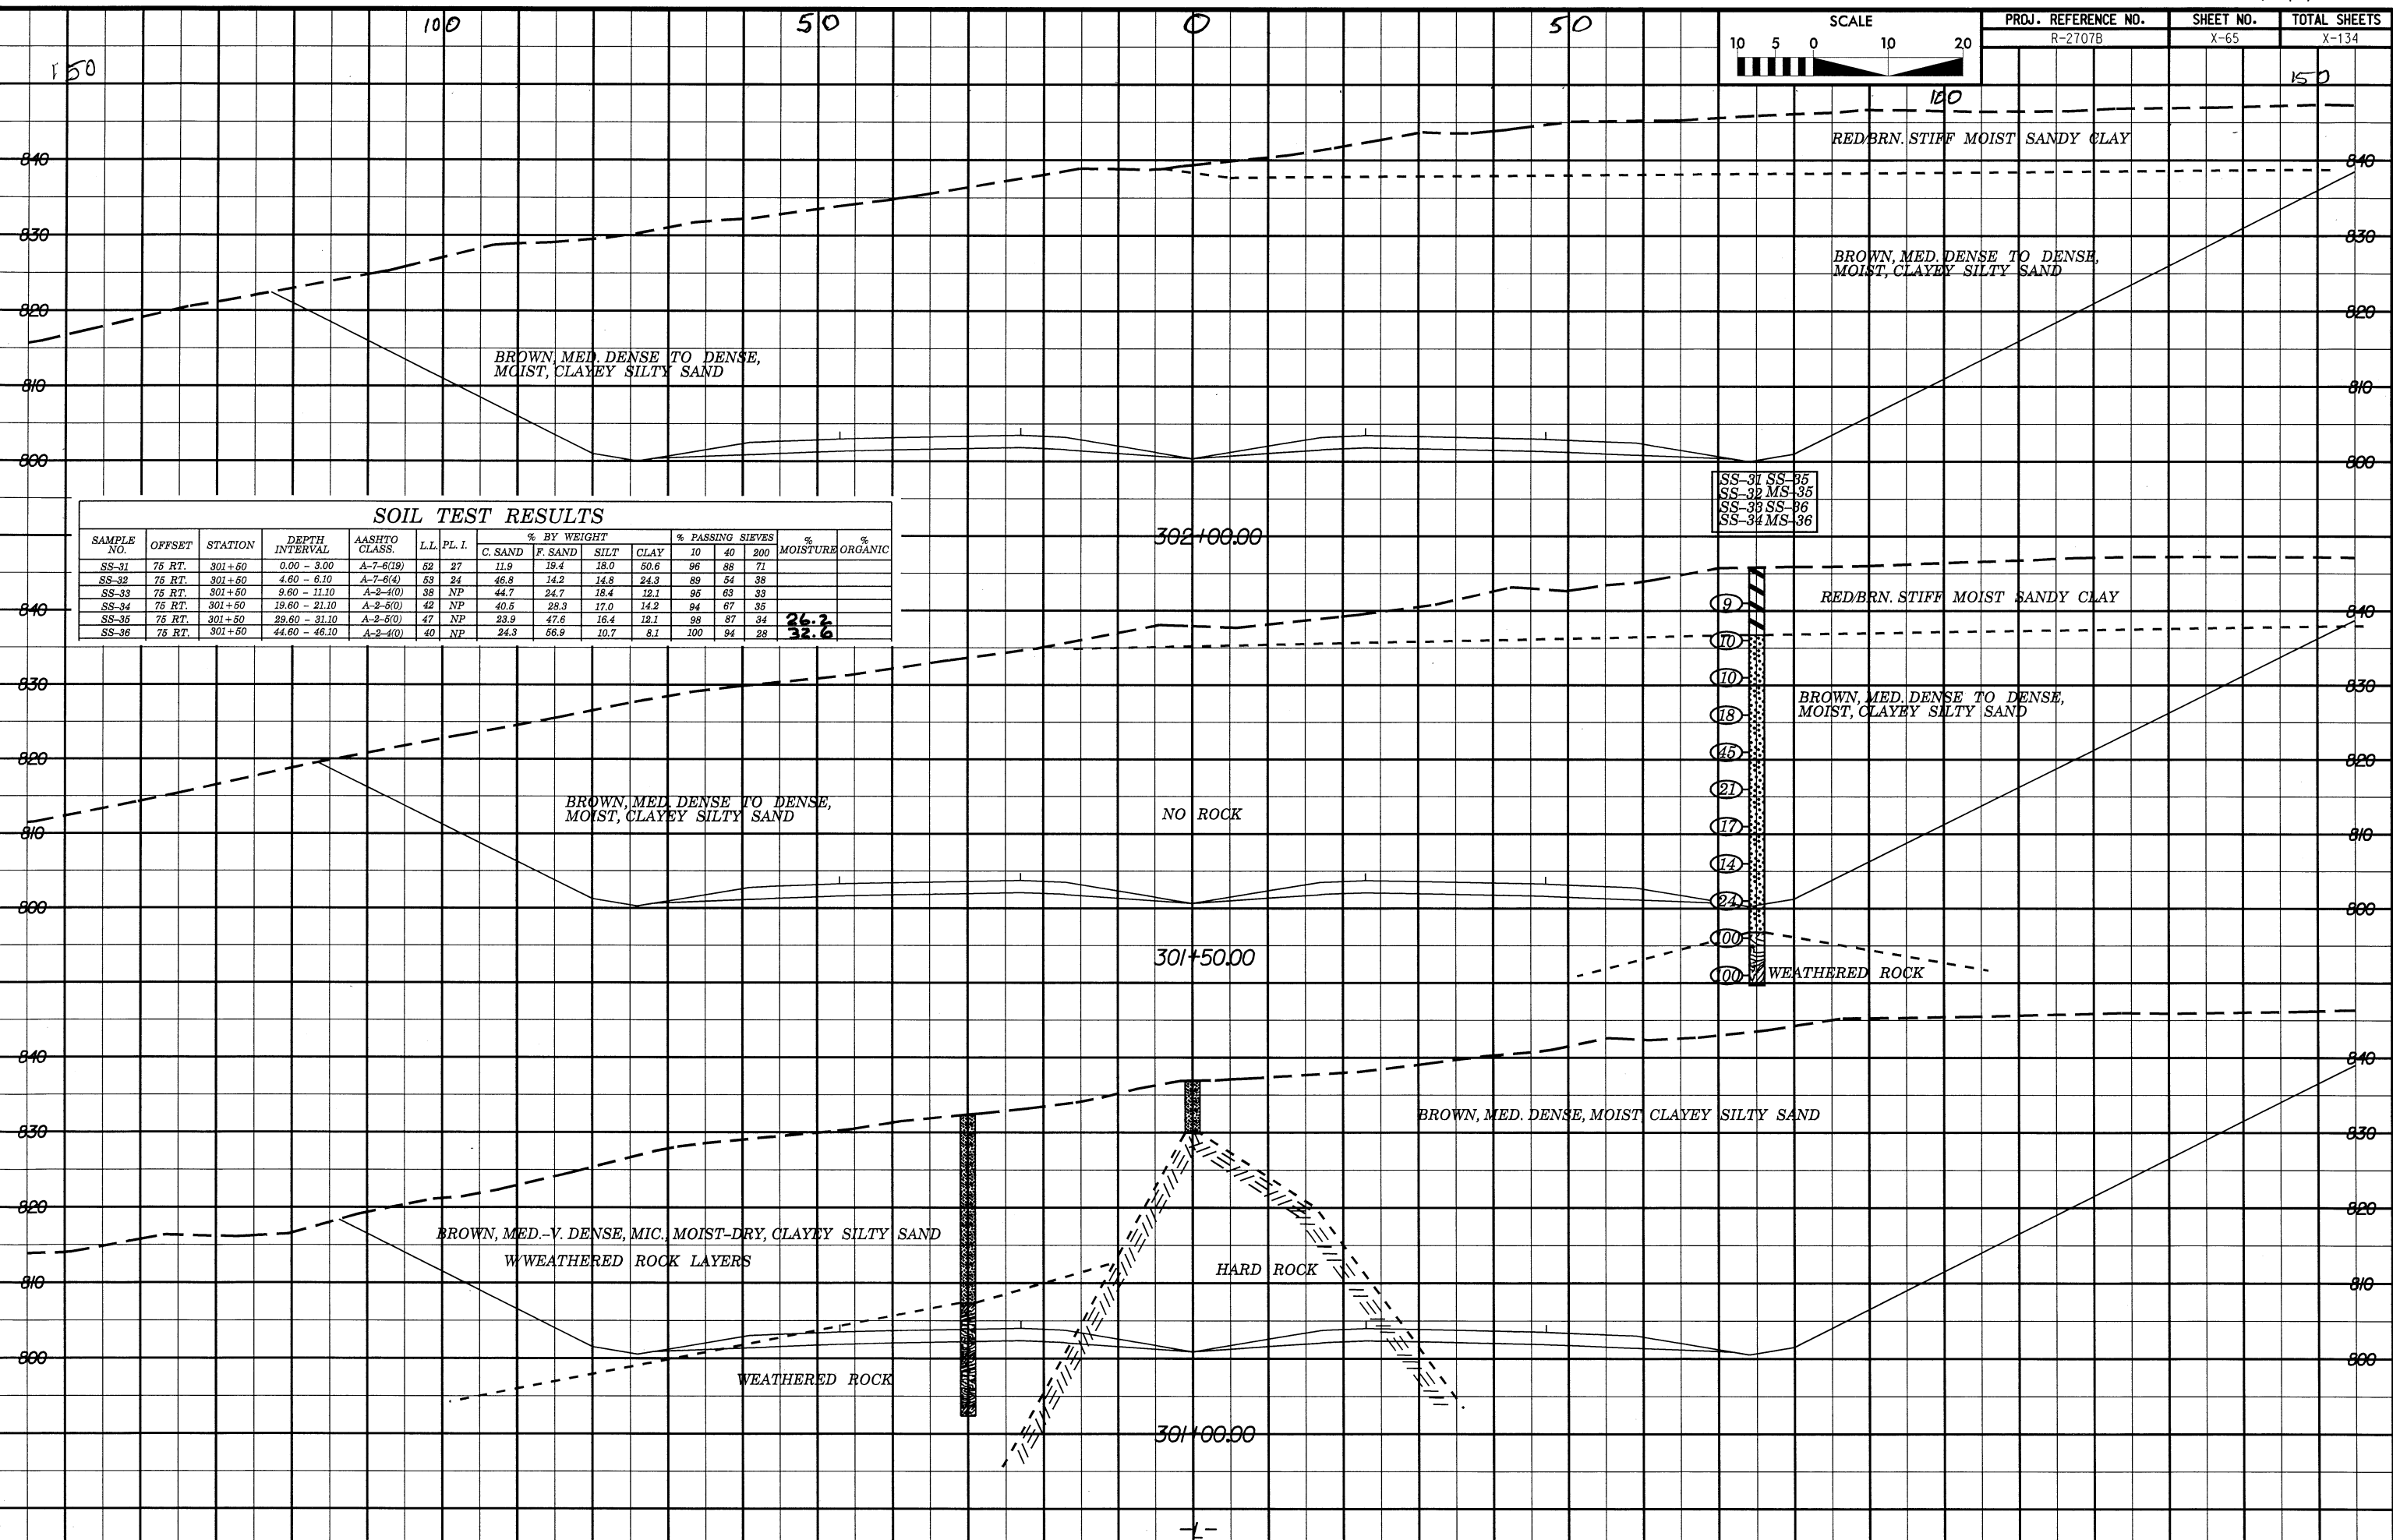 100 50 0 50
SCALE
10 5 0 10 20
PROJ. REFERENCE NO. SHEET NO. TOTAL SHEETS
R-2707B X-65 X-134
150 100 150
RED/BRN. STIFF MOIST SANDY CLAY
840 840
830 830
BROWN, MED. DENSE TO DENSE,
MOIST, CLAYEY SILTY SAND
820 820
BROWN, MED. DENSE TO DENSE,
MOIST, CLAYEY SILTY SAND
810 810
800 800
SS-31 SS-35
SS-32 MS-35
SS-33 SS-36
SS-34 MS-36
302+00.00
SOIL TEST RESULTS
SAMPLE NO. OFFSET STATION DEPTH INTERVAL AASHTO CLASS. L.L. PL. I. % BY WEIGHT % PASSING SIEVES % MOISTURE % ORGANIC
C. SAND F. SAND SILT CLAY 10 40 200
SS-31 75 RT. 301+50 0.00 - 3.00 A-7-6(19) 52 27 11.9 19.4 18.0 50.6 96 88 71
SS-32 75 RT. 301+50 4.60 - 6.10 A-7-6(4) 53 24 46.8 14.2 14.8 24.3 89 54 38
SS-33 75 RT. 301+50 9.60 - 11.10 A-2-4(0) 38 NP 44.7 24.7 18.4 12.1 95 63 33
SS-34 75 RT. 301+50 19.60 - 21.10 A-2-5(0) 42 NP 40.5 28.3 17.0 14.2 94 67 35
SS-35 75 RT. 301+50 29.60 - 31.10 A-2-5(0) 47 NP 23.9 47.6 16.4 12.1 98 87 34 26.2
SS-36 75 RT. 301+50 44.60 - 46.10 A-2-4(0) 40 NP 24.3 56.9 10.7 8.1 100 94 28 32.6
RED/BRN. STIFF MOIST SANDY CLAY
9
840 840
10
10
830 830
BROWN, MED. DENSE TO DENSE,
MOIST, CLAYEY SILTY SAND
18
45
820 820
21
BROWN, MED. DENSE TO DENSE,
MOIST, CLAYEY SILTY SAND
NO ROCK
17
810 810
14
24
800 800
100
301+50.00
100 WEATHERED ROCK
840 840
BROWN, MED. DENSE, MOIST, CLAYEY SILTY SAND
830 830
820 820
BROWN, MED.-V. DENSE, MIC., MOIST-DRY, CLAYEY SILTY SAND
W/WEATHERED ROCK LAYERS
HARD ROCK
810 810
800 800
WEATHERED ROCK
301+00.00
-L-